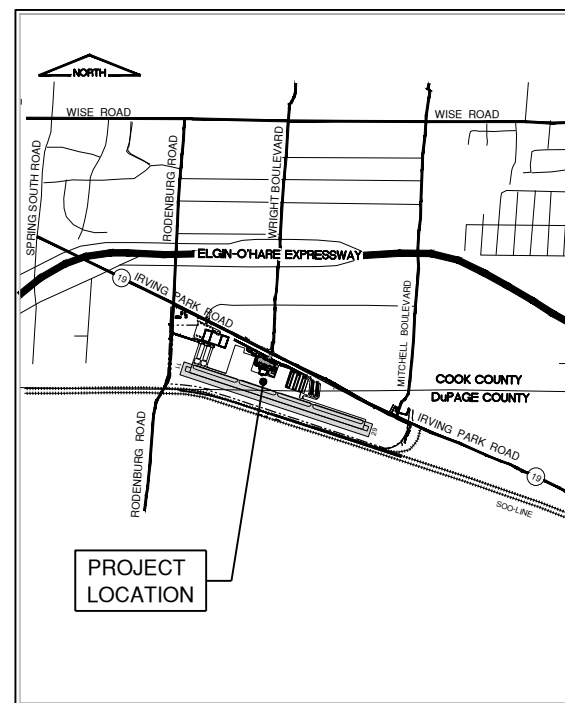 NORTH
WISE ROAD
WISE ROAD
SPRING SOUTH ROAD
RODENBURG ROAD
WRIGHT BOULEVARD
ELGIN-O'HARE EXPRESSWAY
19
IRVING PARK ROAD
MITCHELL BOULEVARD
COOK COUNTY
DuPAGE COUNTY
RODENBURG ROAD
29
IRVING PARK ROAD
19
SOO-LINE
PROJECT
LOCATION